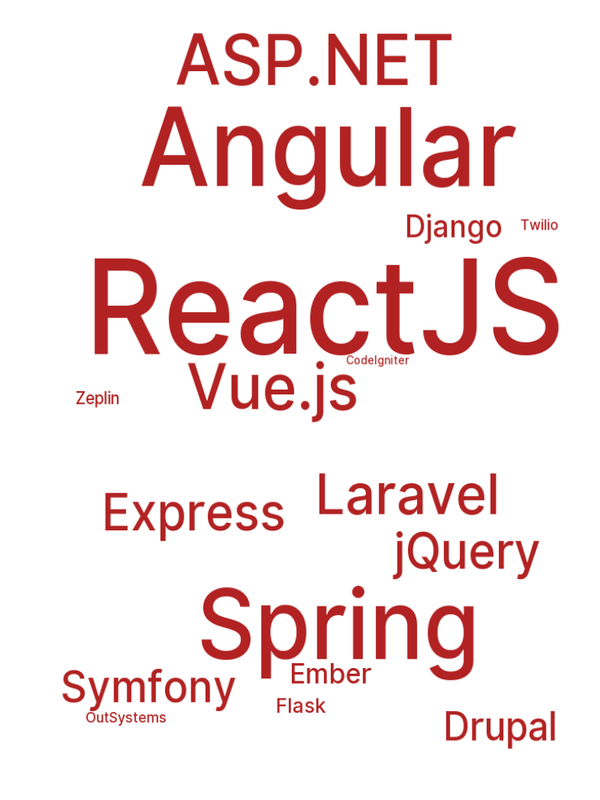 ASP.NET
Angular
Django
Twilio
ReactJS
CodeIgniter
Vue.js
Zeplin
Laravel
Express
jQuery
Spring
Ember
Symfony
Flask
OutSystems
Drupal